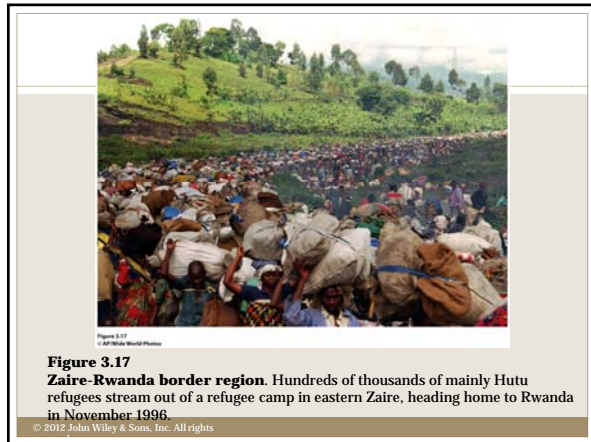 Figure 3.17
© AP/Wide World Photos
Figure 3.17
Zaire-Rwanda border region. Hundreds of thousands of mainly Hutu
refugees stream out of a refugee camp in eastern Zaire, heading home to Rwanda
in November 1996.
© 2012 John Wiley & Sons, Inc. All rights